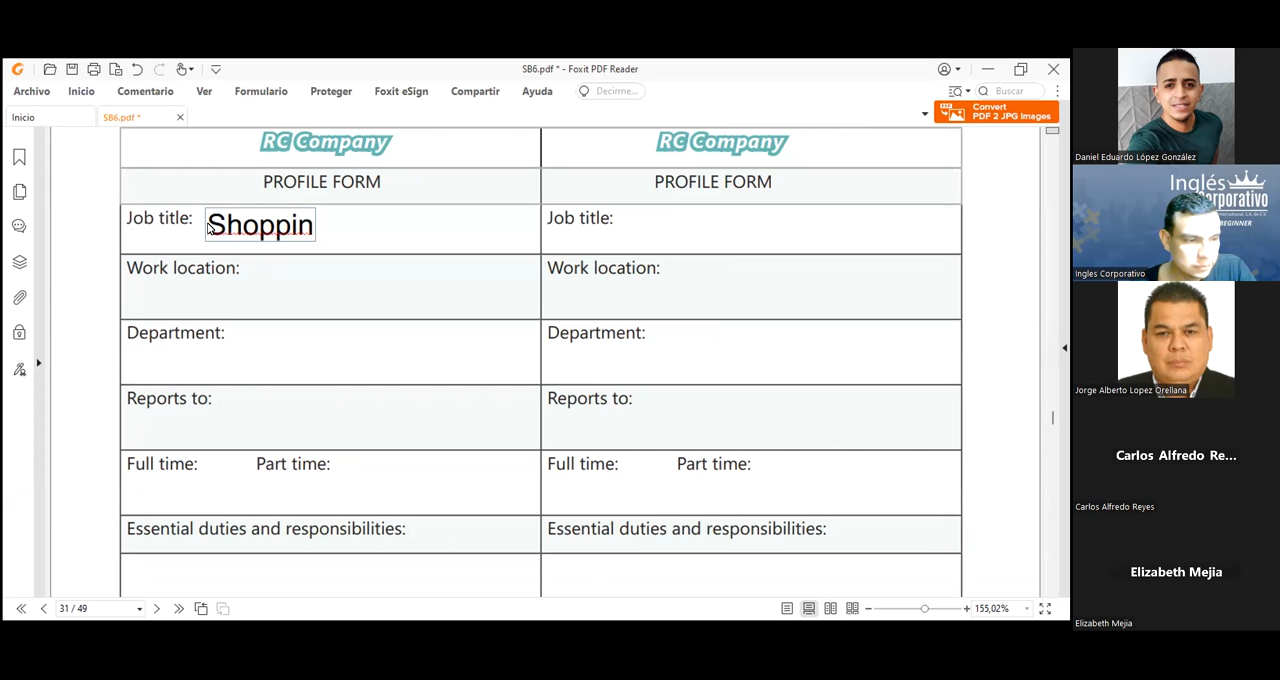 SB6.pdf * - Foxit PDF Reader
Archivo Inicio Comentario Ver Formulario Proteger Foxit eSign Compartir Ayuda Decirme... Buscar
Inicio SB6.pdf *
Convert
PDF 2 JPG Images
RC Company RC Company
PROFILE FORM PROFILE FORM
Job title: Shoppin Job title:
Work location: Work location:
Department: Department:
Reports to: Reports to:
Full time: Part time: Full time: Part time:
Essential duties and responsibilities: Essential duties and responsibilities:
31 / 49 155,02%
Daniel Eduardo López González
Inglés
Corporativo
International, S.A. de C.V.
BEGINNER
Ingles Corporativo
Jorge Alberto Lopez Orellana
Carlos Alfredo Re...
Carlos Alfredo Reyes
Elizabeth Mejia
Elizabeth Mejia